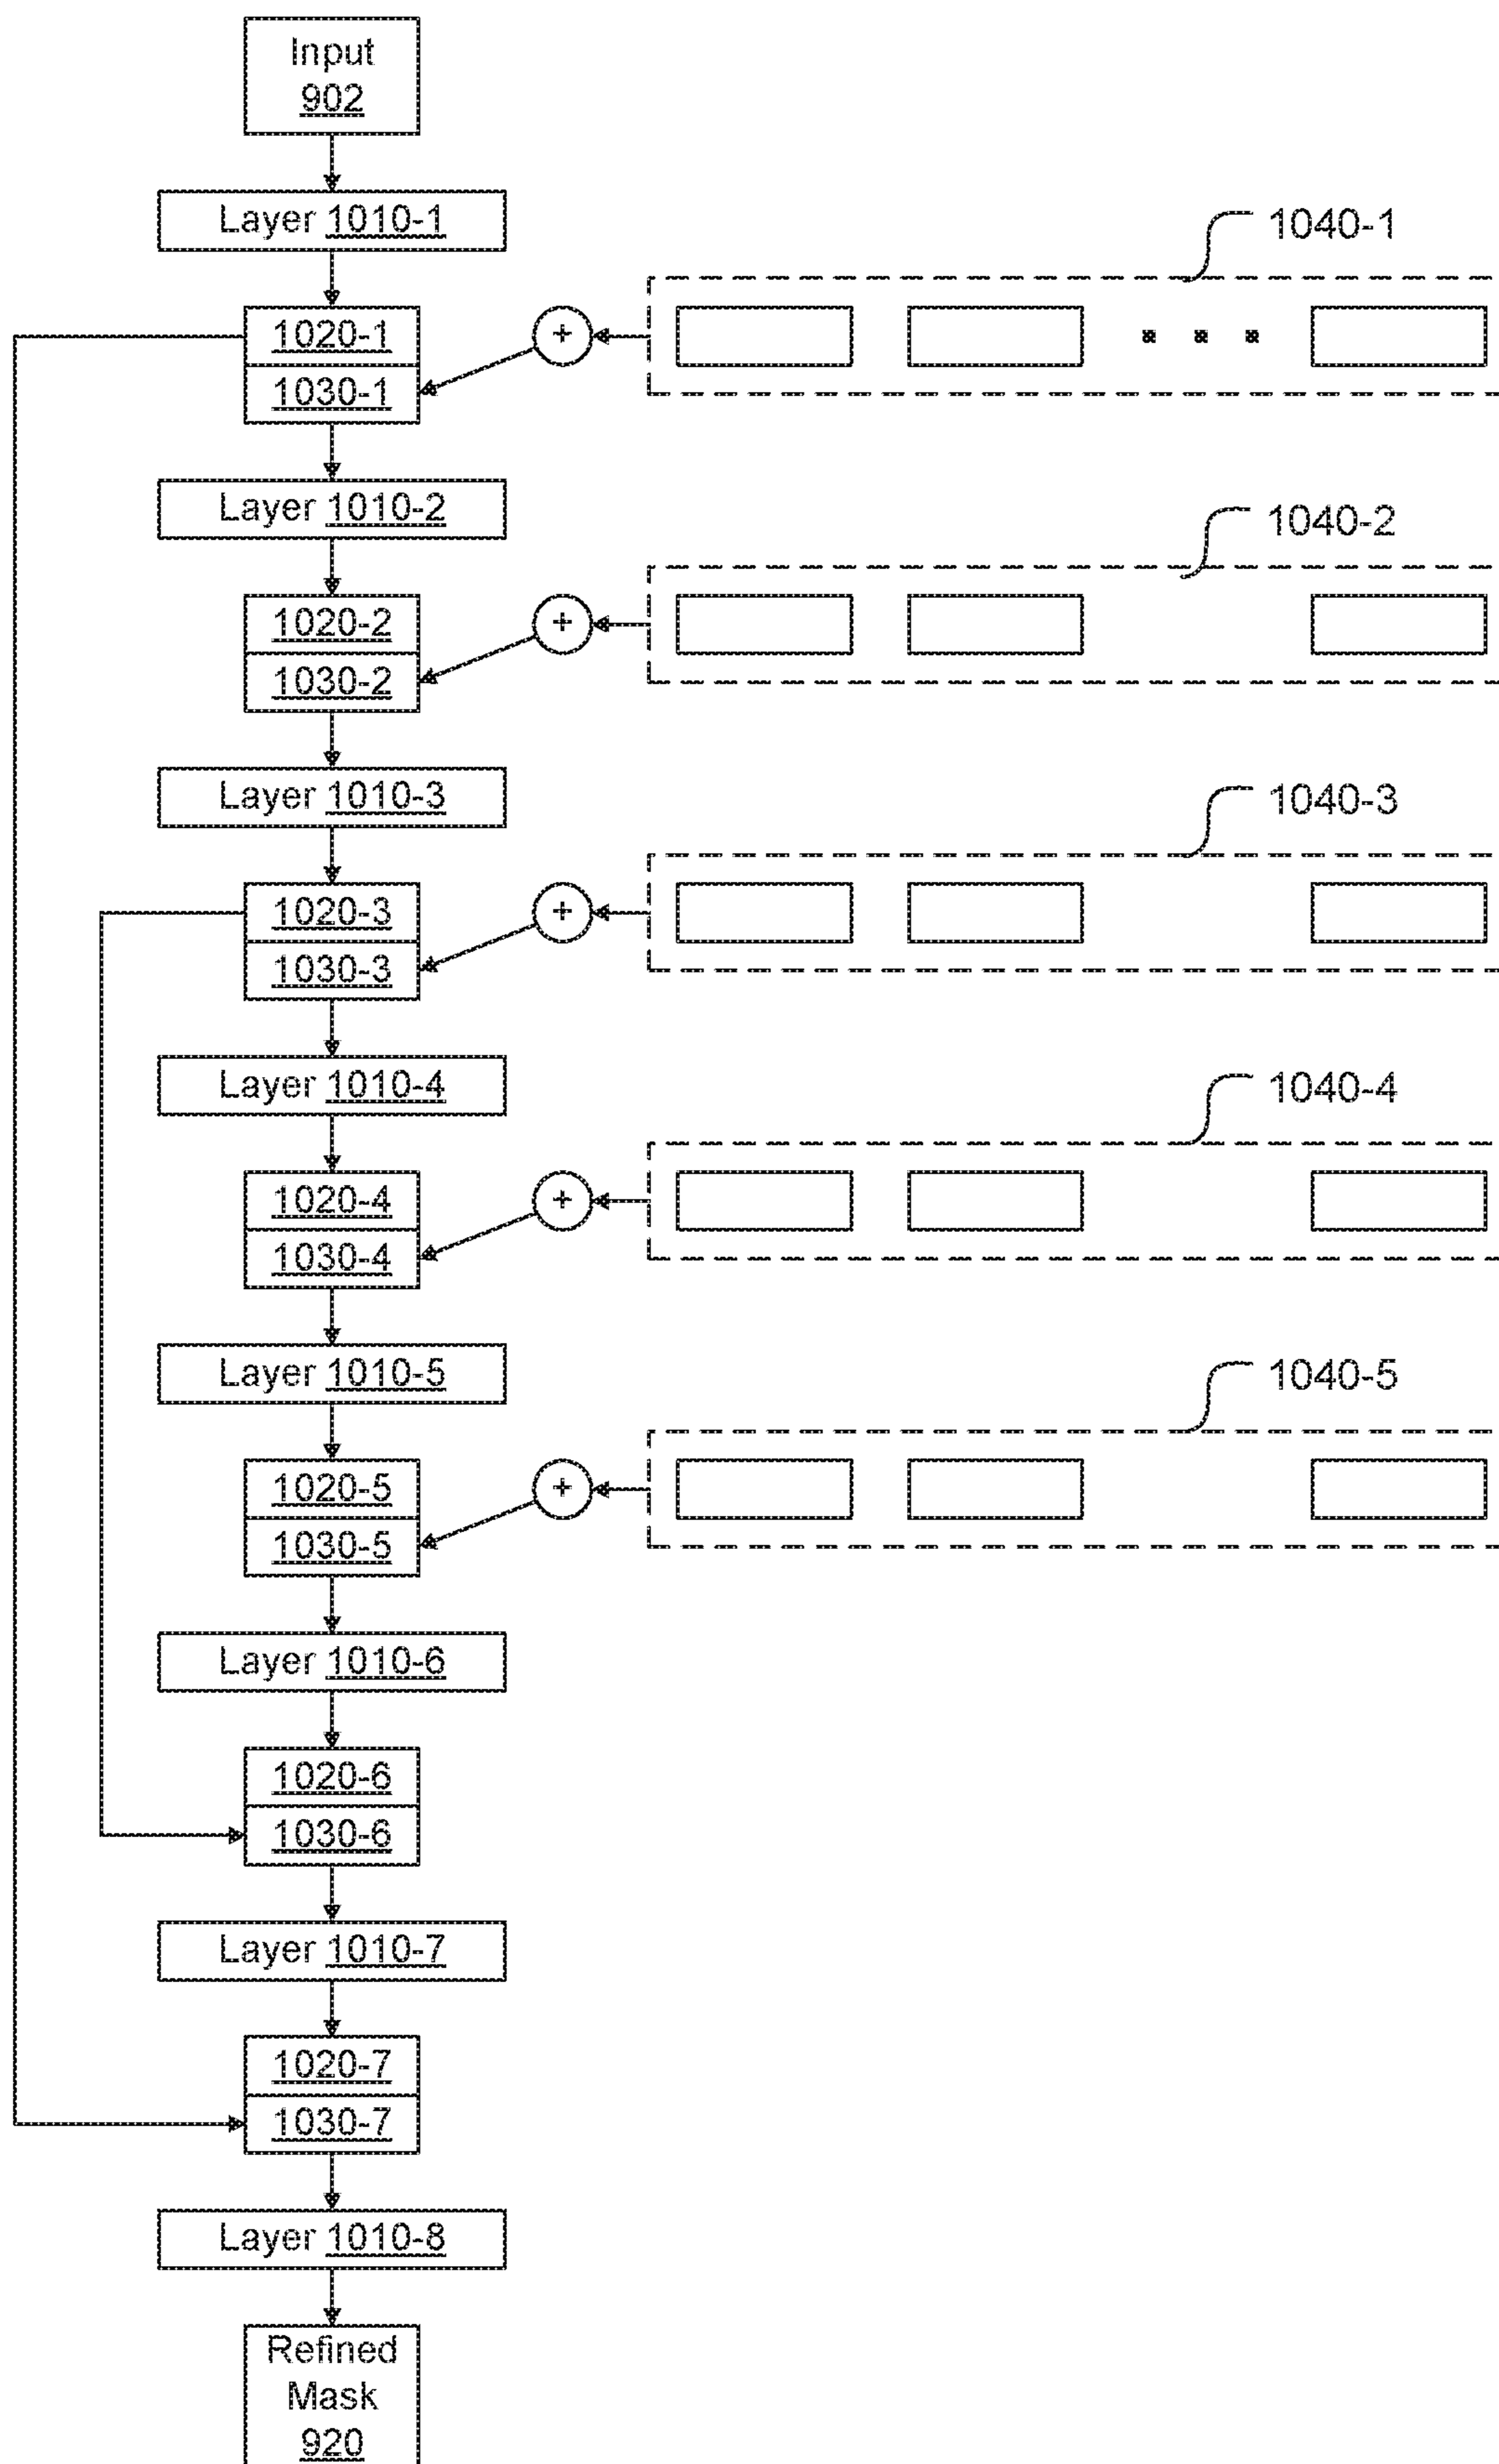 Input
902
Layer 1010-1
1040-1
1020-1
+
1030-1
Layer 1010-2
1040-2
1020-2
+
1030-2
Layer 1010-3
1040-3
1020-3
+
1030-3
Layer 1010-4
1040-4
1020-4
+
1030-4
Layer 1010-5
1040-5
1020-5
+
1030-5
Layer 1010-6
1020-6
1030-6
Layer 1010-7
1020-7
1030-7
Layer 1010-8
Refined
Mask
920